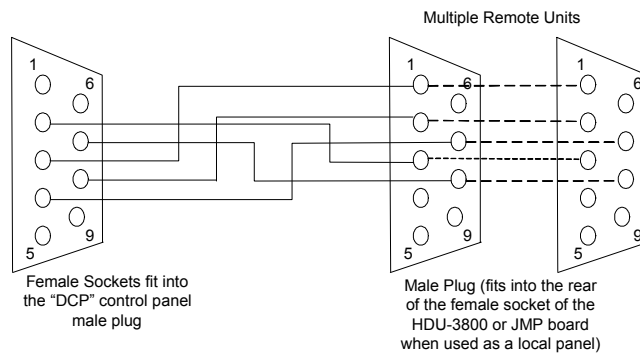 Multiple Remote Units
1
6
5
9
1
6
5
9
1
6
5
9
Female Sockets fit into
the “DCP” control panel
male plug
Male Plug (fits into the rear
of the female socket of the
HDU-3800 or JMP board
when used as a local panel)